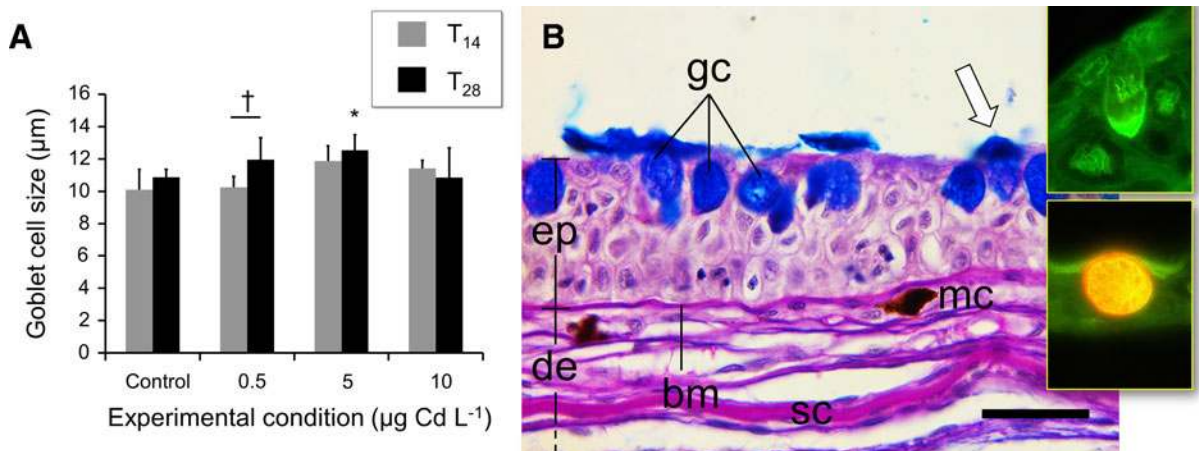 A
T14
T28
Goblet cell size (µm)
16
14
12
10
8
6
4
2
0
†
*
Control 0.5 5 10
Experimental condition (µg Cd L-1)
B
gc
ep
mc
de
bm
sc